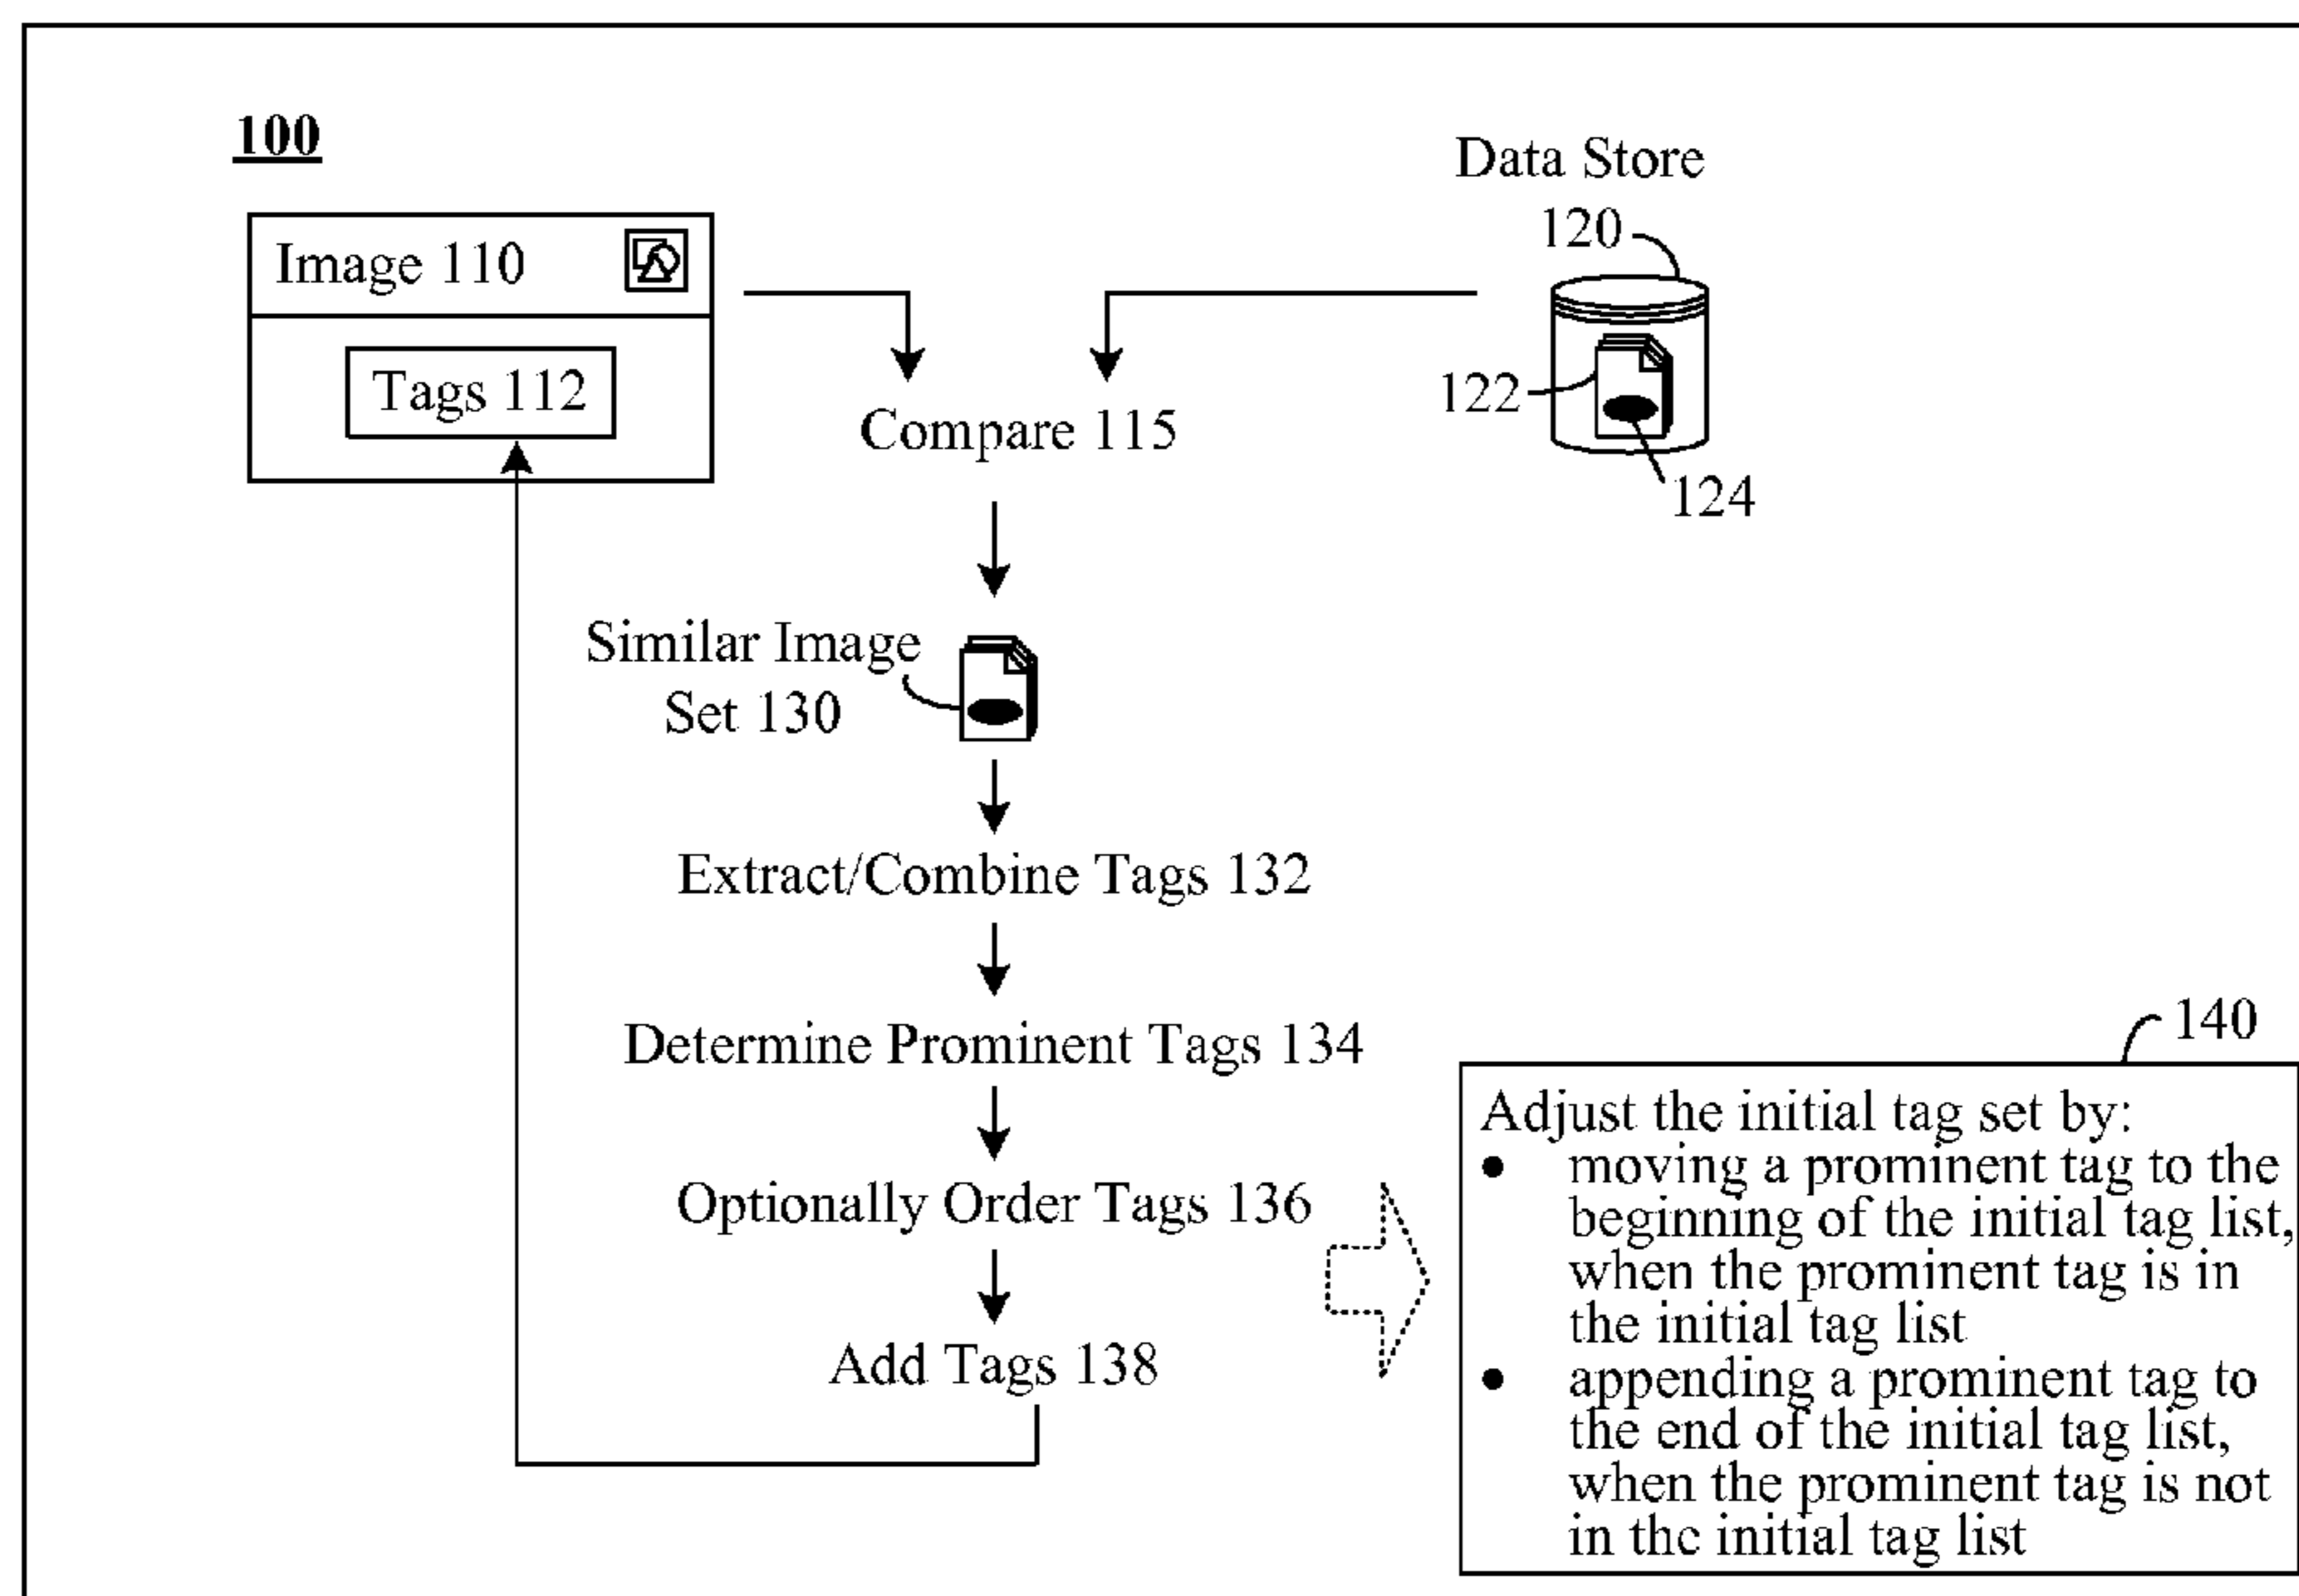 100
Data Store
120
Image 110
Tags 112
122
Compare 115
124
Similar Image
Set 130
Extract/Combine Tags 132
Determine Prominent Tags 134
140
Optionally Order Tags 136
Add Tags 138
Adjust the initial tag set by:
● moving a prominent tag to the
beginning of the initial tag list,
when the prominent tag is in
the initial tag list
● appending a prominent tag to
the end of the initial tag list,
when the prominent tag is not
in the initial tag list